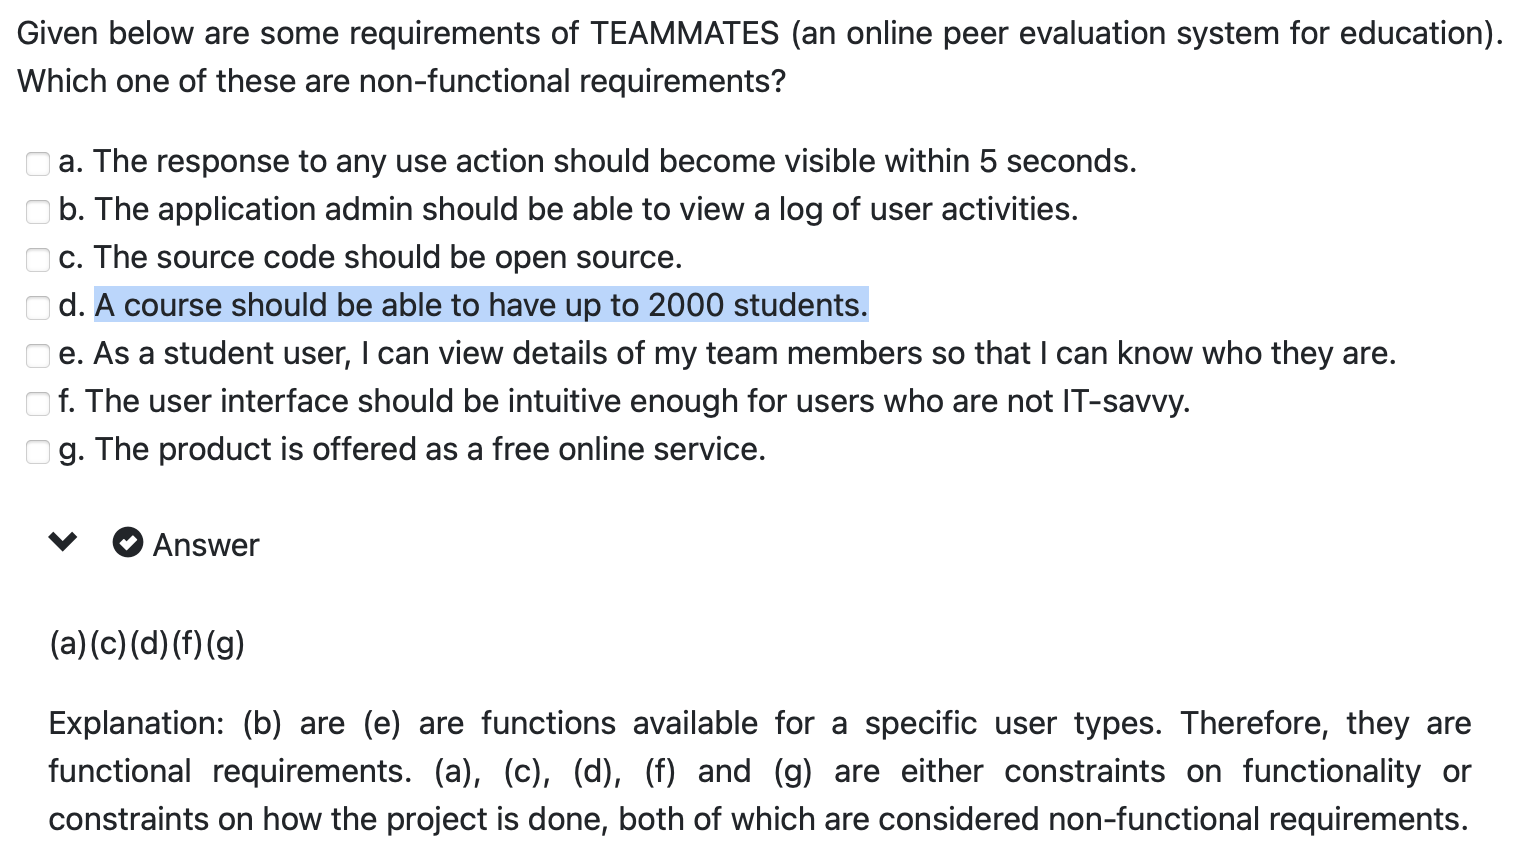 Given below are some requirements of TEAMMATES (an online peer evaluation system for education).
Which one of these are non-functional requirements?
a. The response to any use action should become visible within 5 seconds.
b. The application admin should be able to view a log of user activities.
c. The source code should be open source.
d. A course should be able to have up to 2000 students.
e. As a student user, I can view details of my team members so that I can know who they are.
f. The user interface should be intuitive enough for users who are not IT-savvy.
g. The product is offered as a free online service.
Answer
(a)(c)(d)(f)(g)
Explanation: (b) are (e) are functions available for a specific user types. Therefore, they are
functional requirements. (a), (c), (d), (f) and (g) are either constraints on functionality or
constraints on how the project is done, both of which are considered non-functional requirements.